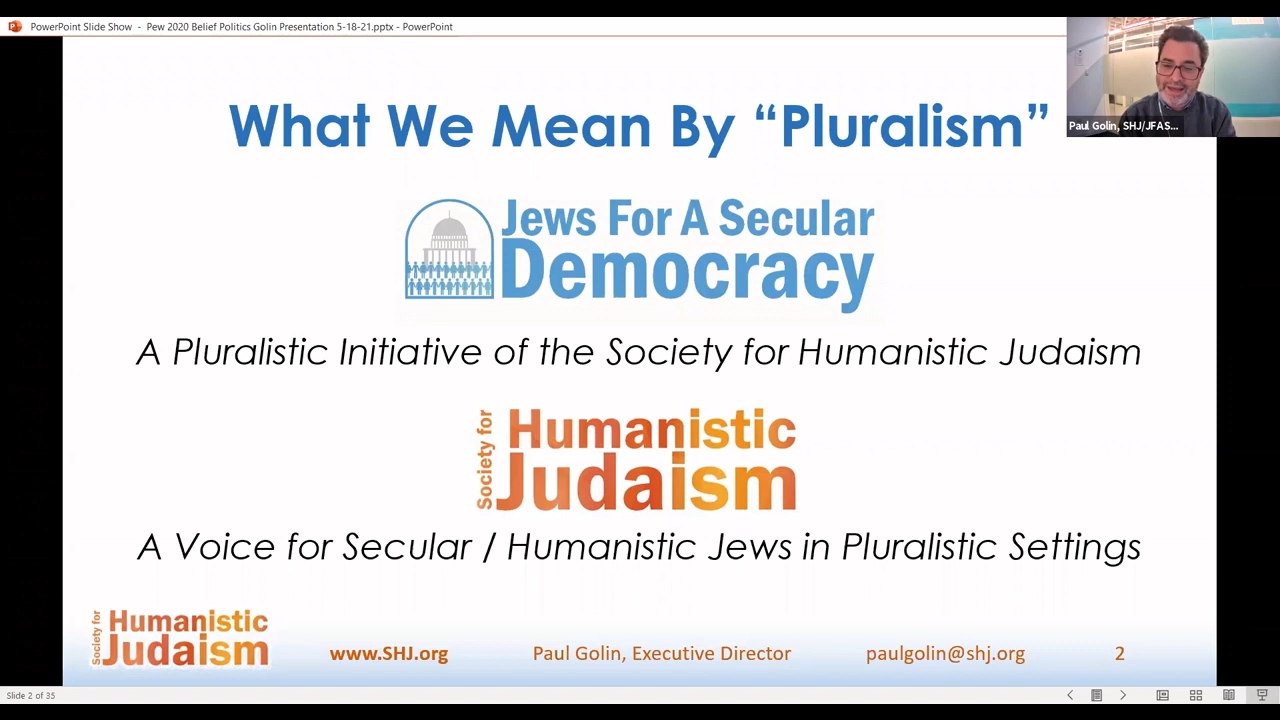 PowerPoint Slide Show - Pew 2020 Belief Politics Golin Presentation 5-18-21.pptx - PowerPoint
Paul Golin, SHJ/JFAS...
What We Mean By “Pluralism”
Jews For A Secular
Democracy
A Pluralistic Initiative of the Society for Humanistic Judaism
Society for
Humanistic
Judaism
A Voice for Secular / Humanistic Jews in Pluralistic Settings
Society for
Humanistic
Judaism
www.SHJ.org Paul Golin, Executive Director paulgolin@shj.org 2
Slide 2 of 35